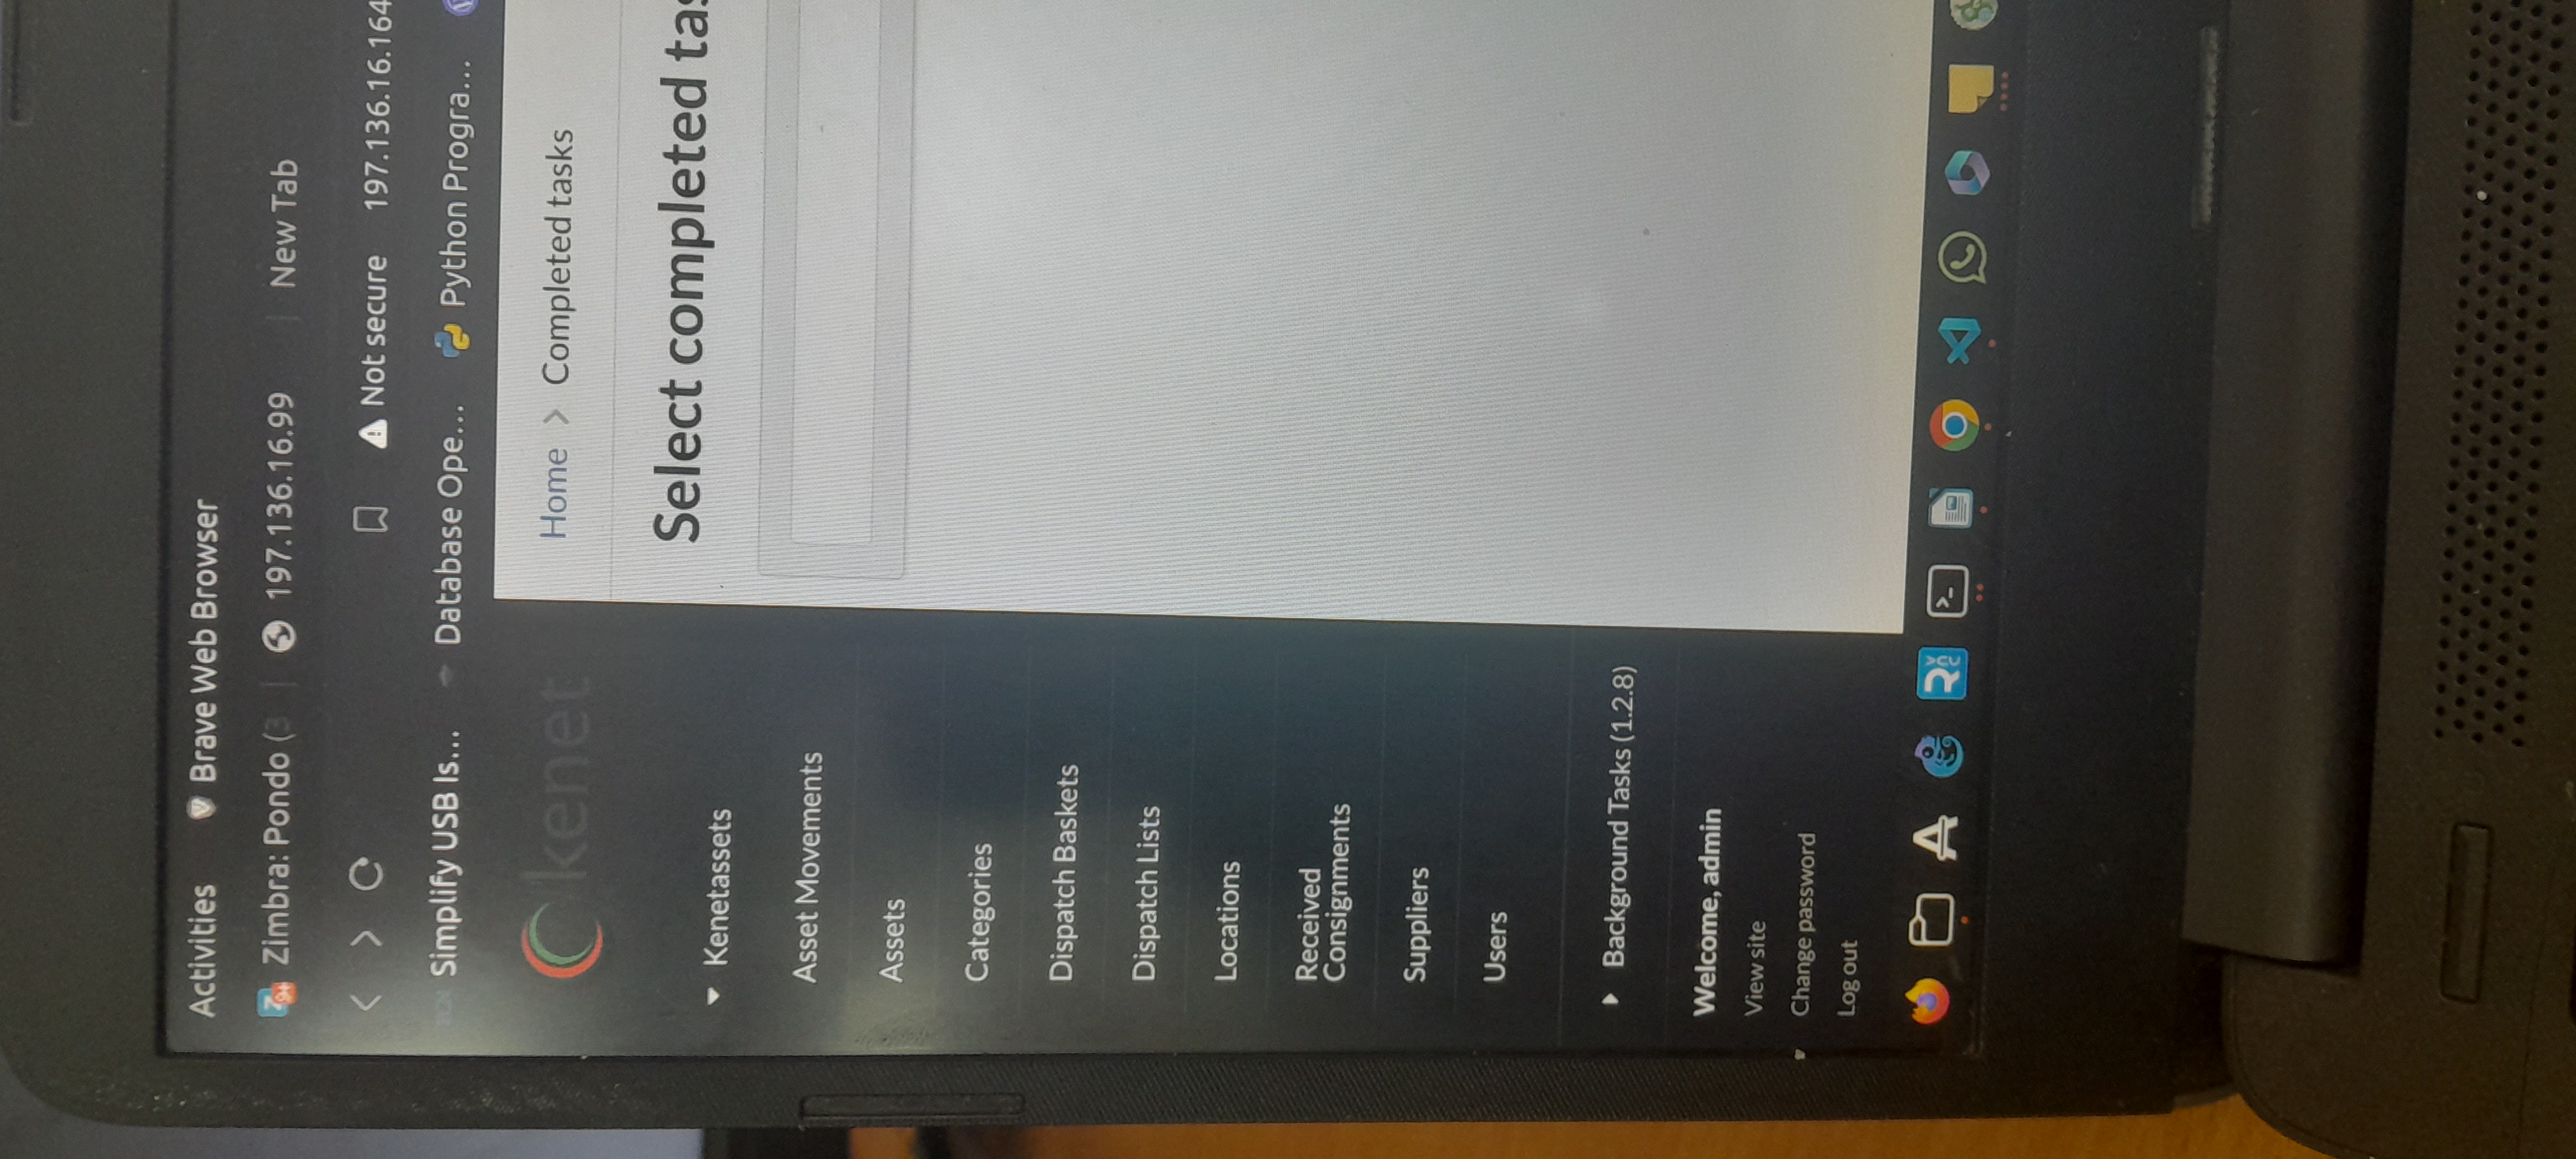 Activities Brave Web Browser
Zimbra: Pondo ( 197.136.16.99 New Tab
Not secure 197.136.16.164
Simplify USB Is... Database Ope... Python Progra...
kenet
Home > Completed tasks
Select completed tas
Kenetassets
Asset Movements
Assets
Categories
Dispatch Baskets
Dispatch Lists
Locations
Received
Consignments
Suppliers
Users
Background Tasks (1.2.8)
Welcome, admin
View site
Change password
Log out